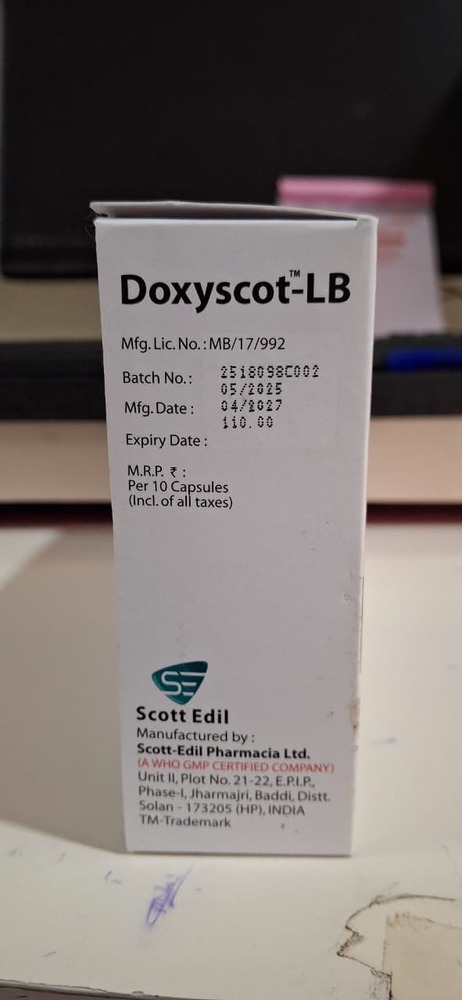 Doxyscot™-LB
Mfg. Lic. No.: MB/17/992
Batch No.: 2518098C002
05/2025
Mfg. Date : 04/2027
110.00
Expiry Date :
M.R.P. ₹ :
Per 10 Capsules
(Incl. of all taxes)
SE
Scott Edil
Manufactured by :
Scott-Edil Pharmacia Ltd.
(A WHO GMP CERTIFIED COMPANY)
Unit II, Plot No. 21-22, E.P.I.P.,
Phase-I, Jharmajri, Baddi, Distt.
Solan - 173205 (HP), INDIA
TM-Trademark